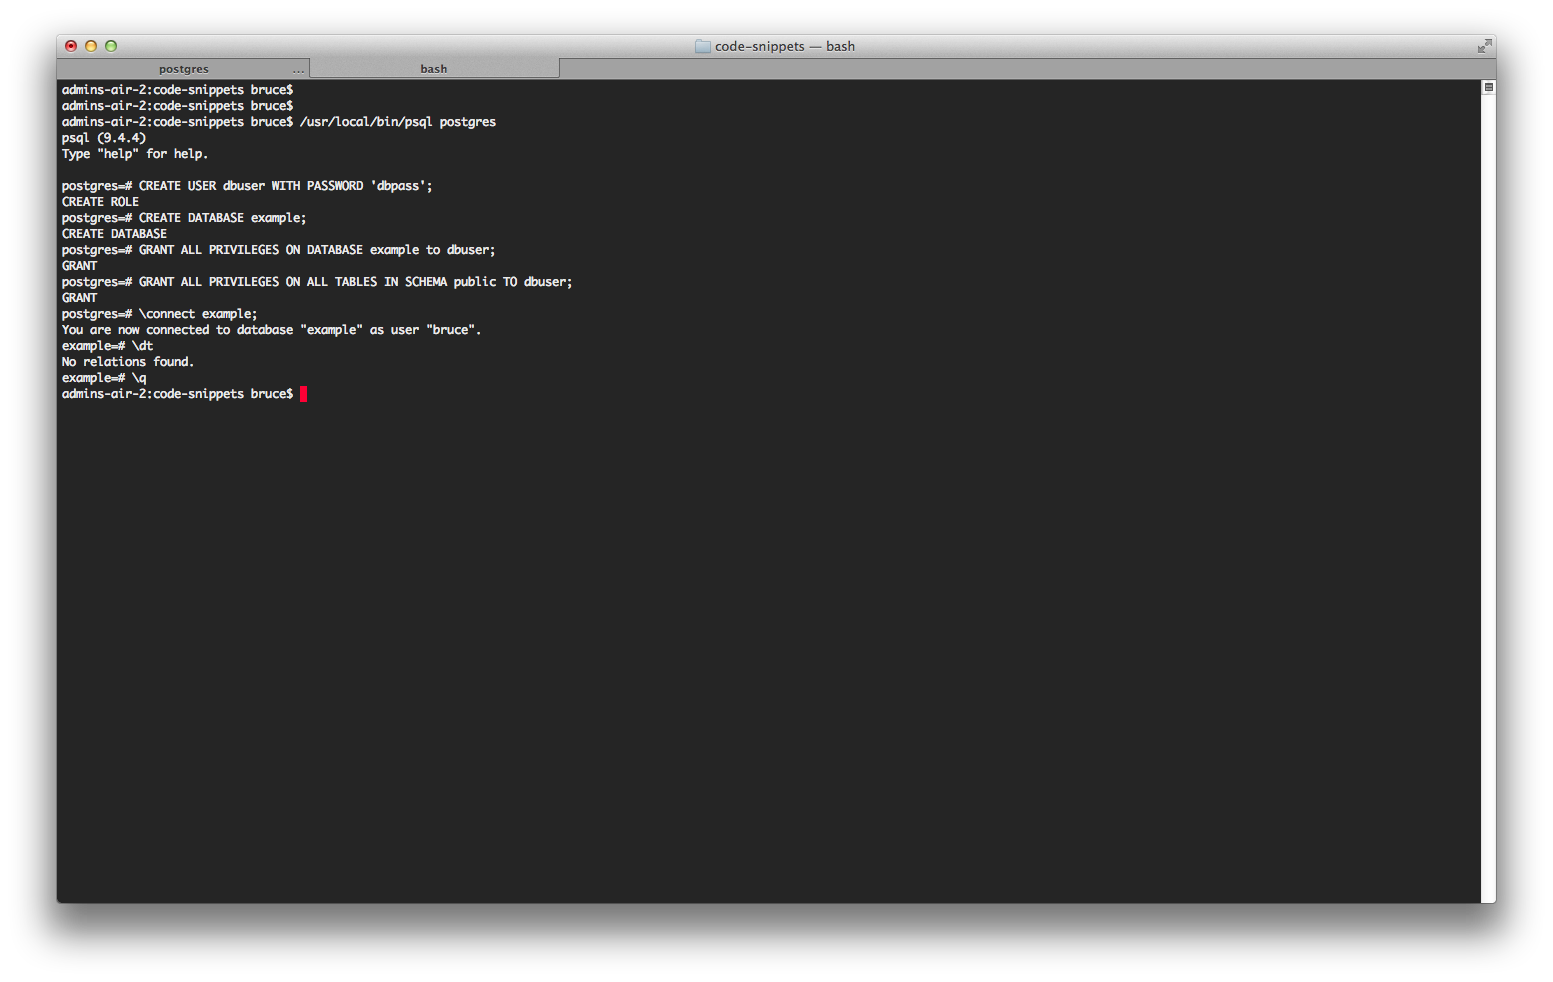 code-snippets — bash
postgres ... bash
admins-air-2:code-snippets bruce$
admins-air-2:code-snippets bruce$
admins-air-2:code-snippets bruce$ /usr/local/bin/psql postgres
psql (9.4.4)
Type "help" for help.
postgres=# CREATE USER dbuser WITH PASSWORD 'dbpass';
CREATE ROLE
postgres=# CREATE DATABASE example;
CREATE DATABASE
postgres=# GRANT ALL PRIVILEGES ON DATABASE example to dbuser;
GRANT
postgres=# GRANT ALL PRIVILEGES ON ALL TABLES IN SCHEMA public TO dbuser;
GRANT
postgres=# \connect example;
You are now connected to database "example" as user "bruce".
example=# \dt
No relations found.
example=# \q
admins-air-2:code-snippets bruce$